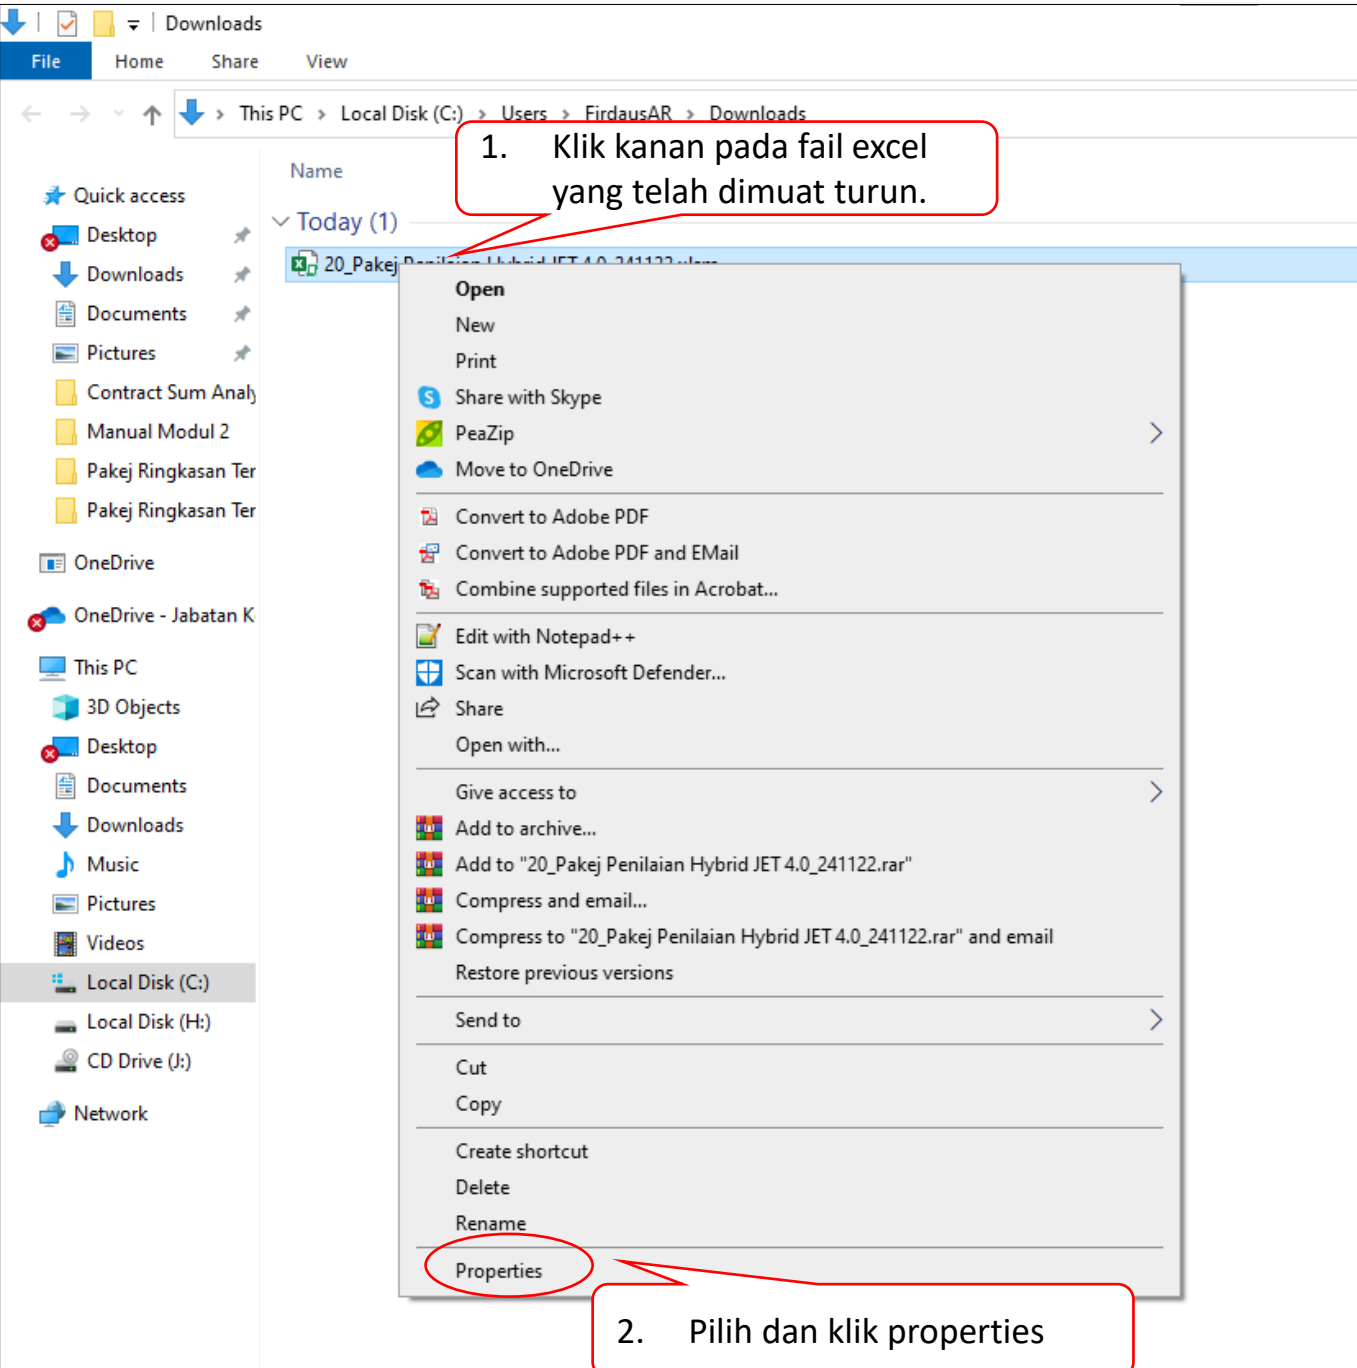 Downloads
File Home Share View
This PC > Local Disk (C:) > Users > FirdausAR > Downloads
1. Klik kanan pada fail excel
yang telah dimuat turun.
Name
Today (1)
20_Pakej Penilaian Hybrid JET 4.0_241122.xlsm
Quick access
Desktop
Downloads
Documents
Pictures
Contract Sum Analy
Manual Modul 2
Pakej Ringkasan Ter
Pakej Ringkasan Ter
OneDrive
OneDrive - Jabatan K
This PC
3D Objects
Desktop
Documents
Downloads
Music
Pictures
Videos
Local Disk (C:)
Local Disk (H:)
CD Drive (J:)
Network
Open
New
Print
Share with Skype
PeaZip
Move to OneDrive
Convert to Adobe PDF
Convert to Adobe PDF and EMail
Combine supported files in Acrobat...
Edit with Notepad++
Scan with Microsoft Defender...
Share
Open with...
Give access to
Add to archive...
Add to "20_Pakej Penilaian Hybrid JET 4.0_241122.rar"
Compress and email...
Compress to "20_Pakej Penilaian Hybrid JET 4.0_241122.rar" and email
Restore previous versions
Send to
Cut
Copy
Create shortcut
Delete
Rename
Properties
2. Pilih dan klik properties